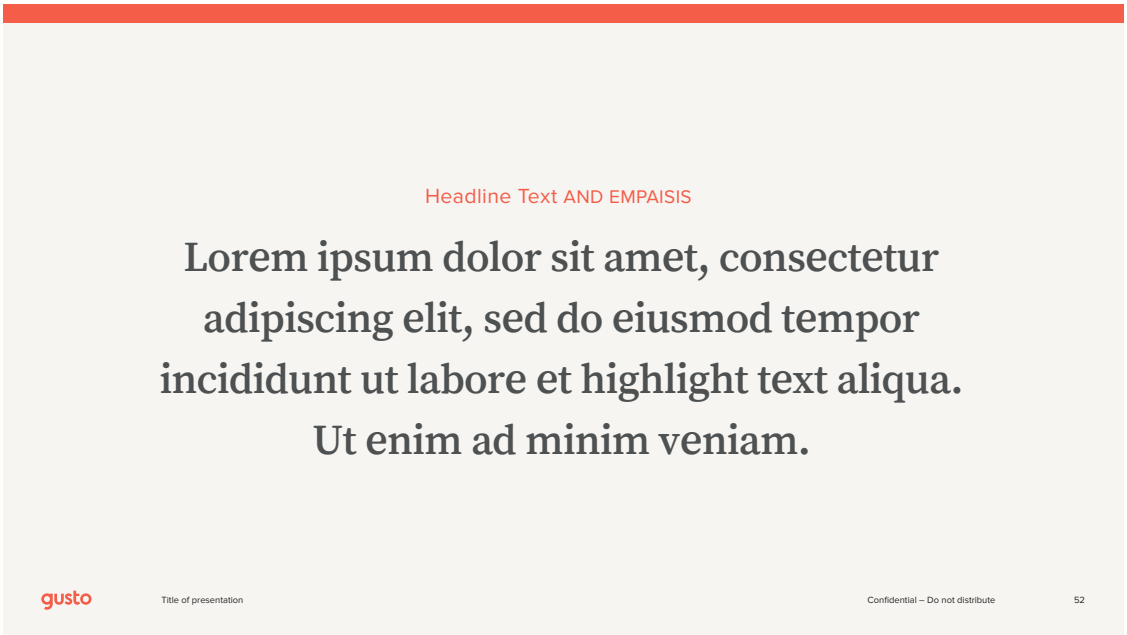 Headline Text AND EMPAISIS
Lorem ipsum dolor sit amet, consectetur
adipiscing elit, sed do eiusmod tempor
incididunt ut labore et highlight text aliqua.
Ut enim ad minim veniam.
gusto
Title of presentation
Confidential – Do not distribute
52